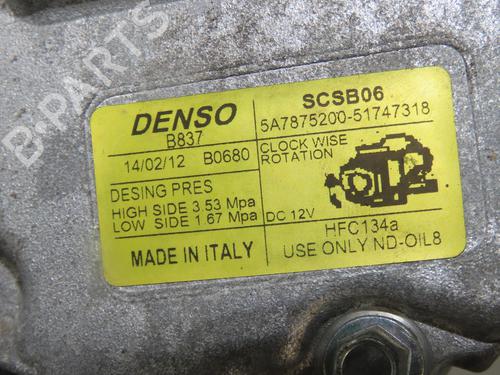 B-PARTS
DENSO
B837
14/02/12 B0680
DESING PRES
HIGH SIDE 3.53 Mpa
LOW SIDE 1.67 Mpa
MADE IN ITALY
SCSB06
5A7875200-51747318
CLOCK WISE
ROTATION
DC 12V
HFC134a
USE ONLY ND-OIL8